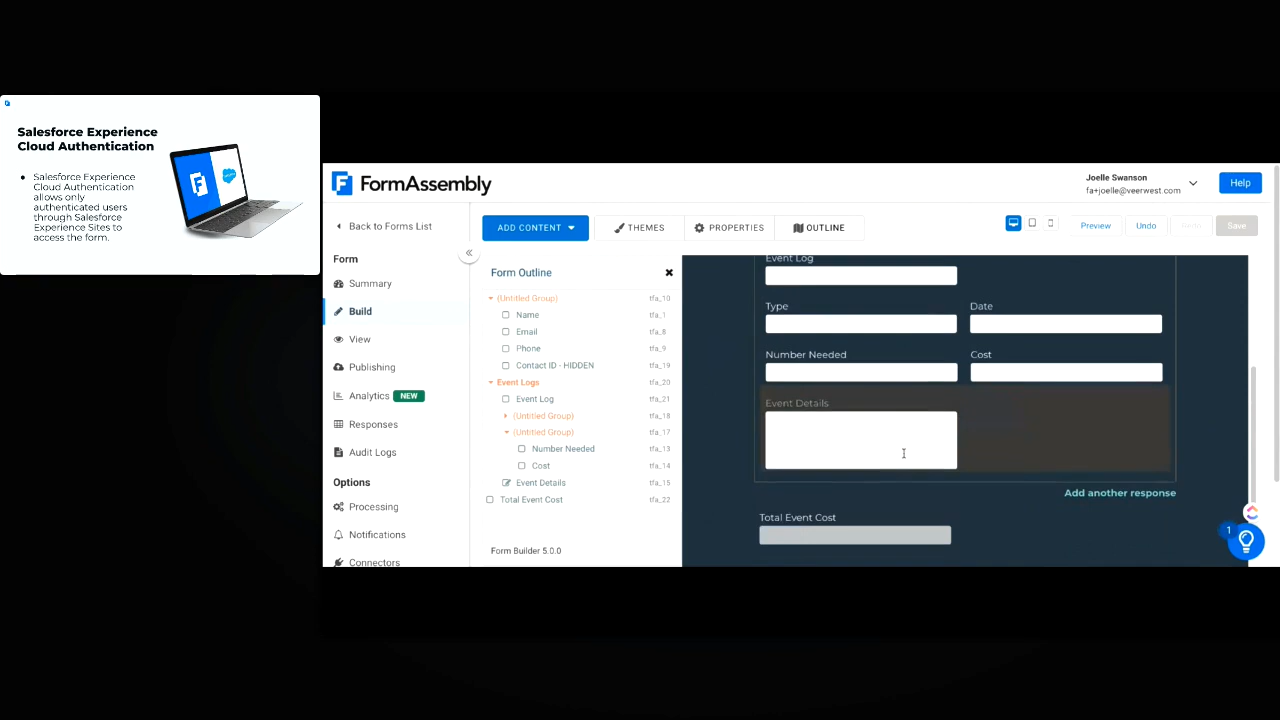 Salesforce Experience
Cloud Authentication
• Salesforce Experience
Cloud Authentication
allows only
authenticated users
through Salesforce
Experience Sites to
access the form.
FormAssembly
Joelle Swanson
fa+joelle@veerwest.com
Help
Back to Forms List
ADD CONTENT
THEMES
PROPERTIES
OUTLINE
Preview
Undo
Redo
Save
Form
Summary
Build
View
Publishing
Analytics NEW
Responses
Audit Logs
Options
Processing
Notifications
Connectors
Form Outline
(Untitled Group) tfa_10
Name tfa_1
Email tfa_8
Phone tfa_9
Contact ID - HIDDEN tfa_19
Event Logs tfa_20
Event Log tfa_21
(Untitled Group) tfa_18
(Untitled Group) tfa_17
Number Needed tfa_13
Cost tfa_14
Event Details tfa_15
Total Event Cost tfa_22
Form Builder 5.0.0
Event Log
Type Date
Number Needed Cost
Event Details
Add another response
Total Event Cost
1